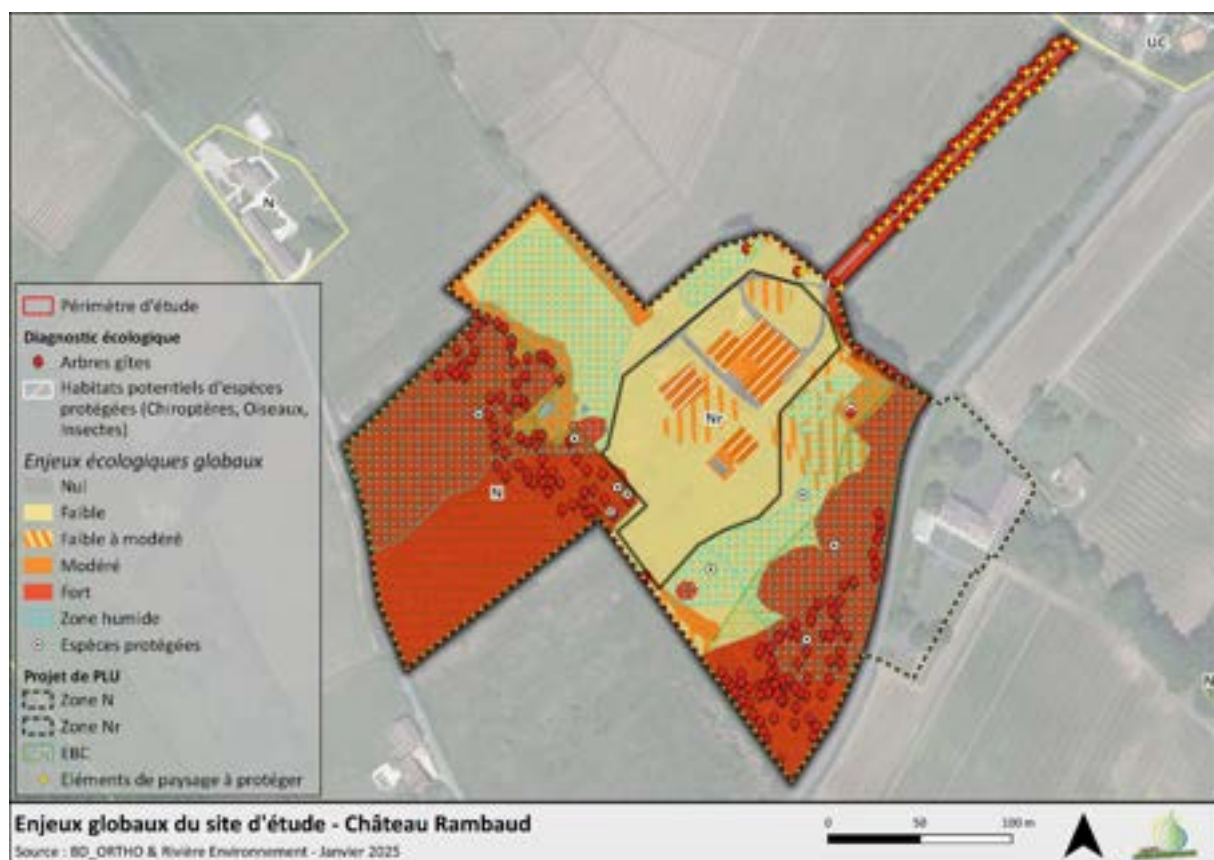 UC
N
Nr
N
N
Périmètre d'étude
Diagnostic écologique
Arbres gîtes
Habitats potentiels d'espèces
protégées (Chiroptères, Oiseaux,
Insectes)
Enjeux écologiques globaux
Nul
Faible
Faible à modéré
Modéré
Fort
Zone humide
Espèces protégées
Projet de PLU
Zone N
Zone Nr
EBC
Eléments de paysage à protéger
Enjeux globaux du site d'étude - Château Rambaud
0 50 100 m
Source : BD_ORTHO & Rivière Environnement - Janvier 2025